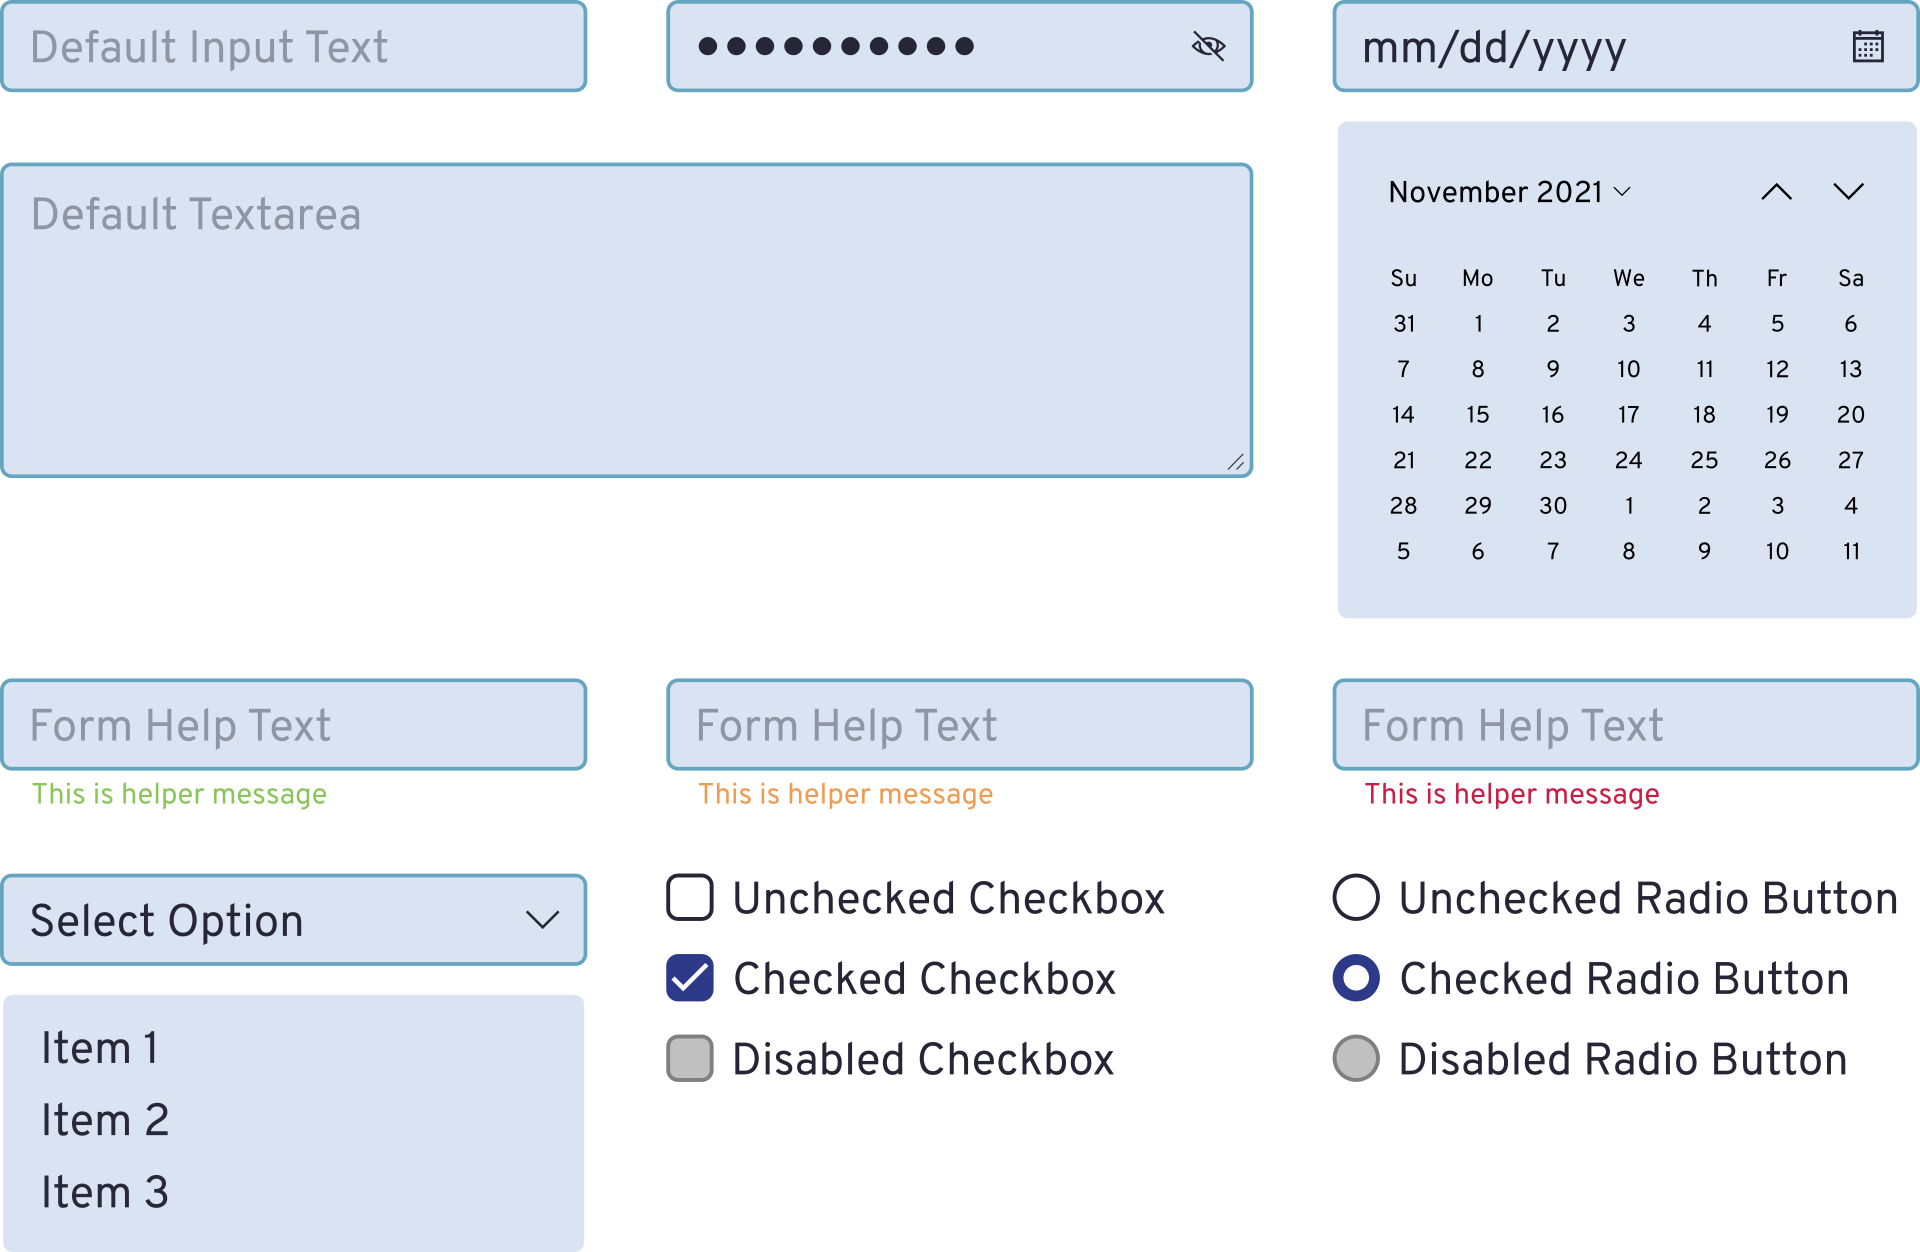 Default Input Text
mm/dd/yyyy
Default Textarea
November 2021
Su Mo Tu We Th Fr Sa
31 1 2 3 4 5 6
7 8 9 10 11 12 13
14 15 16 17 18 19 20
21 22 23 24 25 26 27
28 29 30 1 2 3 4
5 6 7 8 9 10 11
Form Help Text
This is helper message
Form Help Text
This is helper message
Form Help Text
This is helper message
Select Option
Item 1
Item 2
Item 3
Unchecked Checkbox
Checked Checkbox
Disabled Checkbox
Unchecked Radio Button
Checked Radio Button
Disabled Radio Button